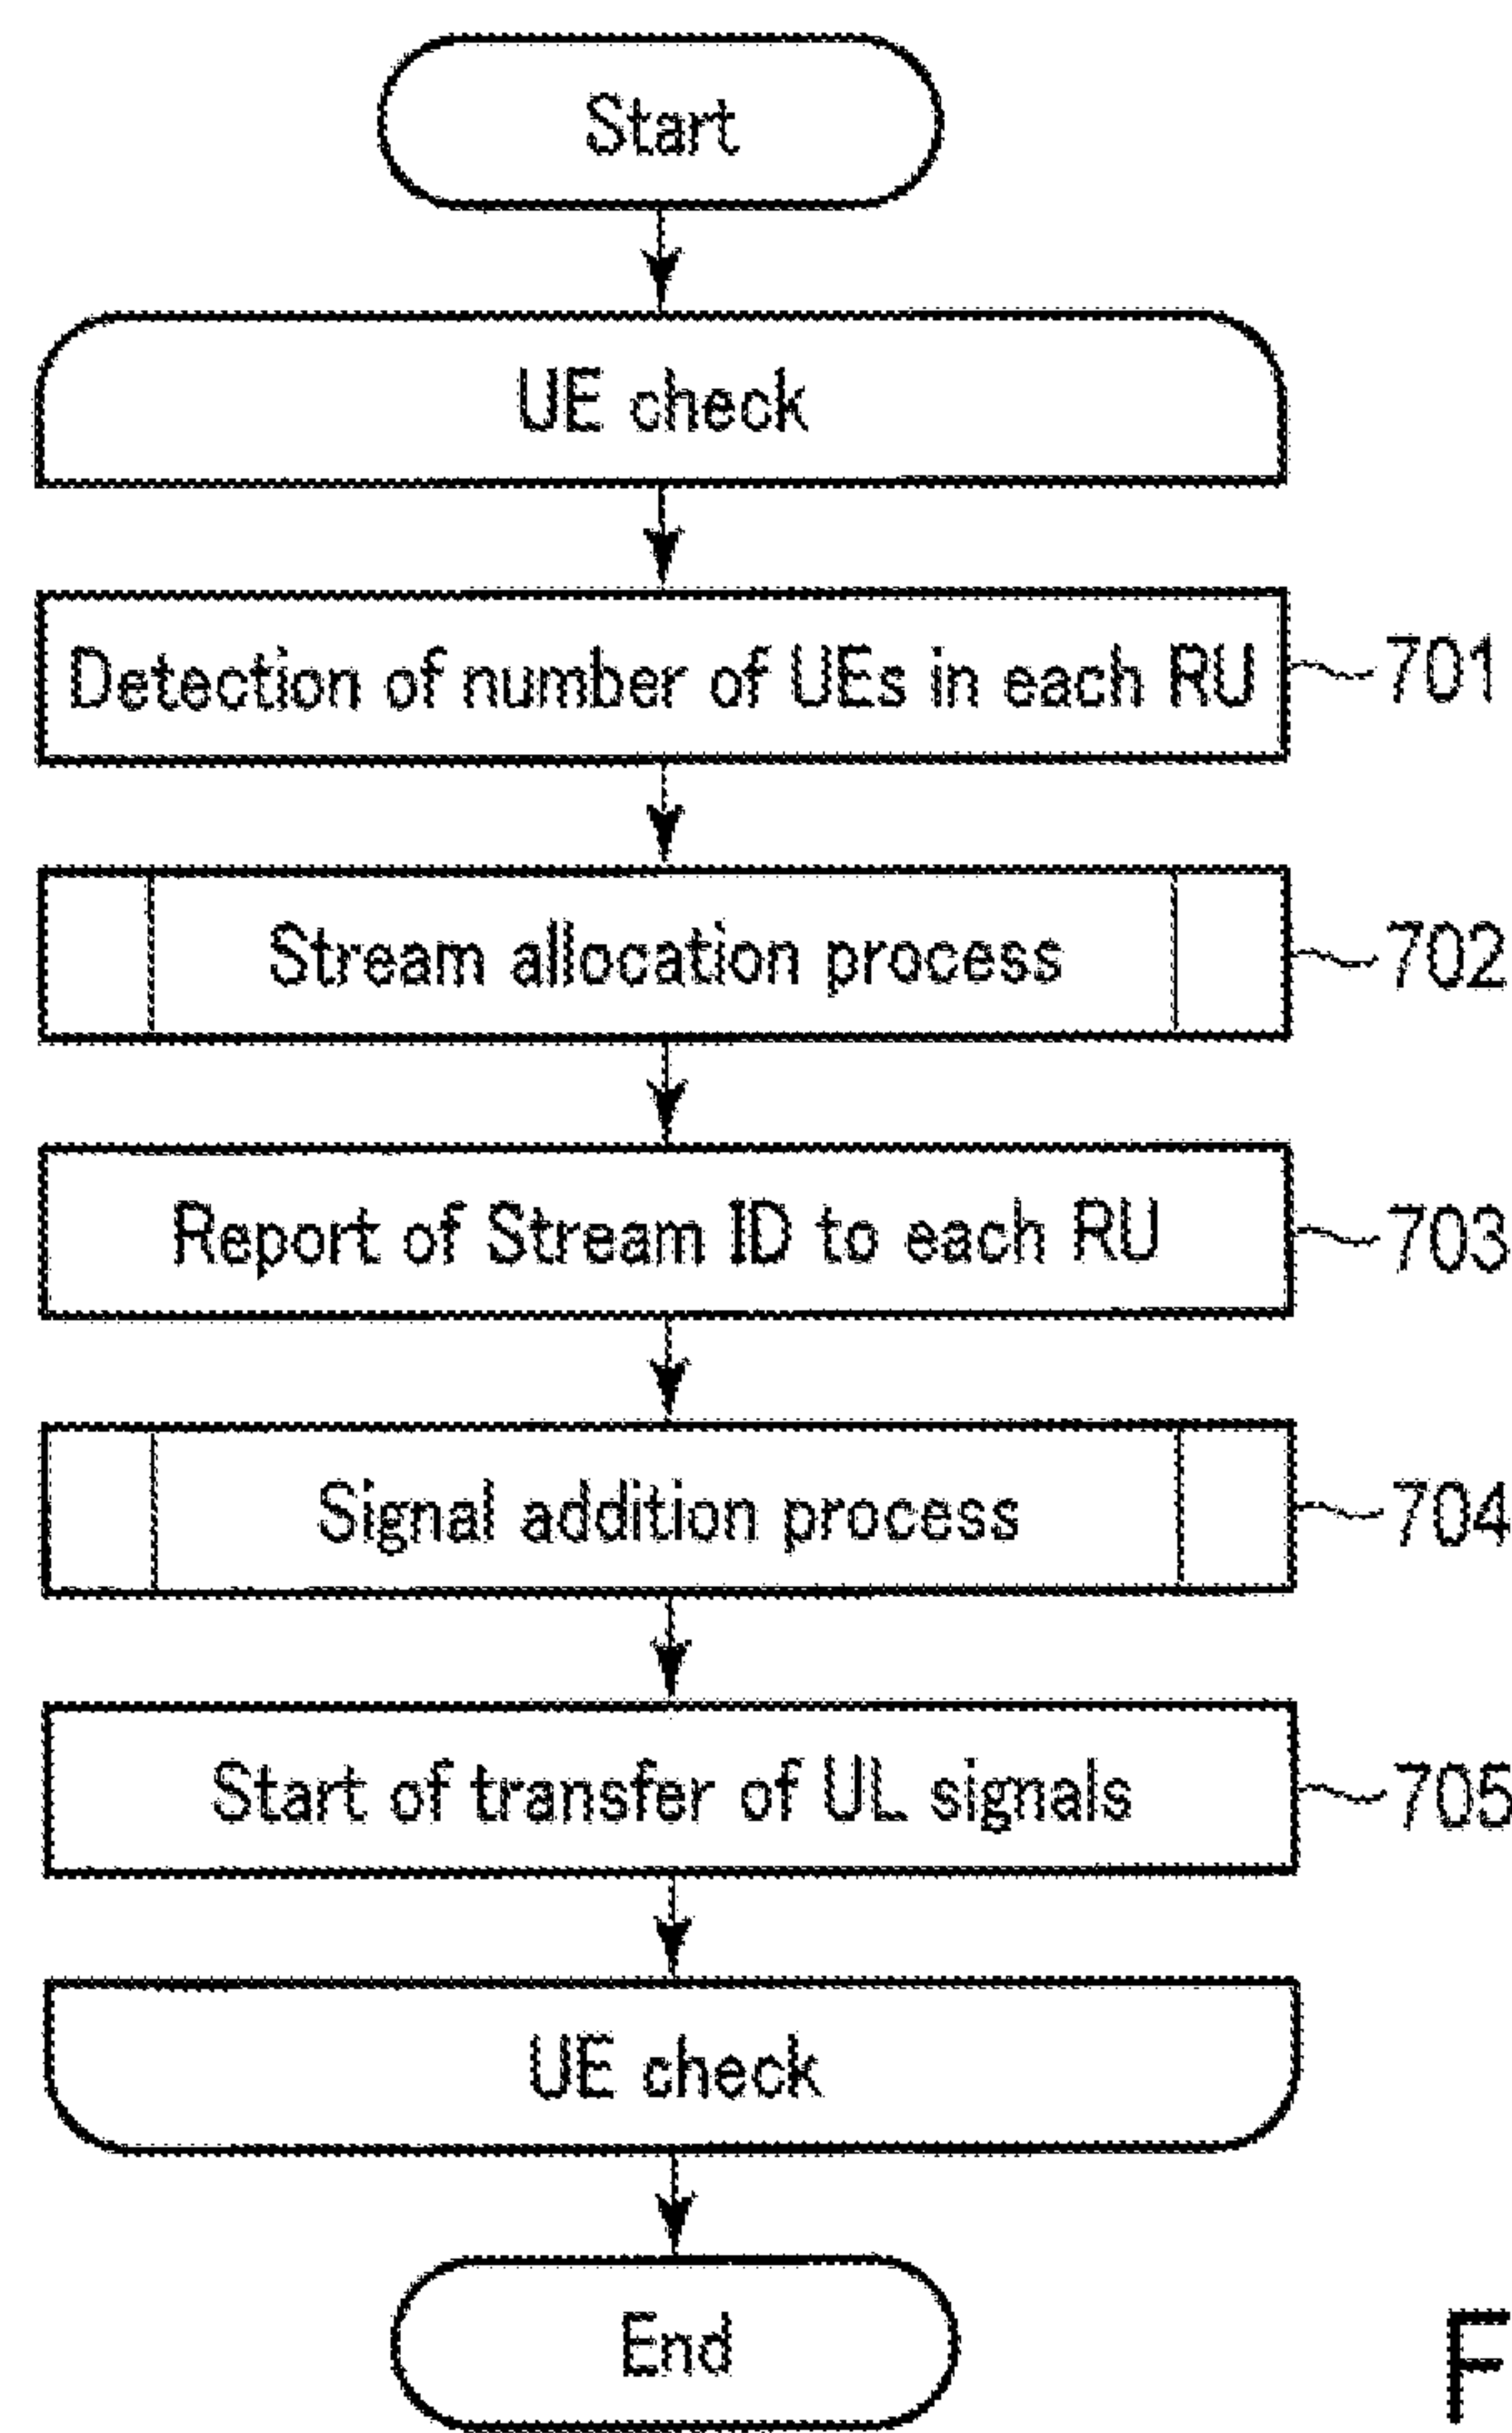 Start
UE check
Detection of number of UEs in each RU
701
Stream allocation process
702
Report of Stream ID to each RU
703
Signal addition process
704
Start of transfer of UL signals
705
UE check
End
F